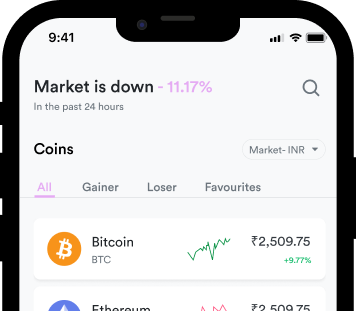 9:41
Market is down - 11.17%
In the past 24 hours
Coins
Market- INR
All Gainer Loser Favourites
Bitcoin ₹2,509.75
BTC +9.77%
Ethereum ₹2,509.75